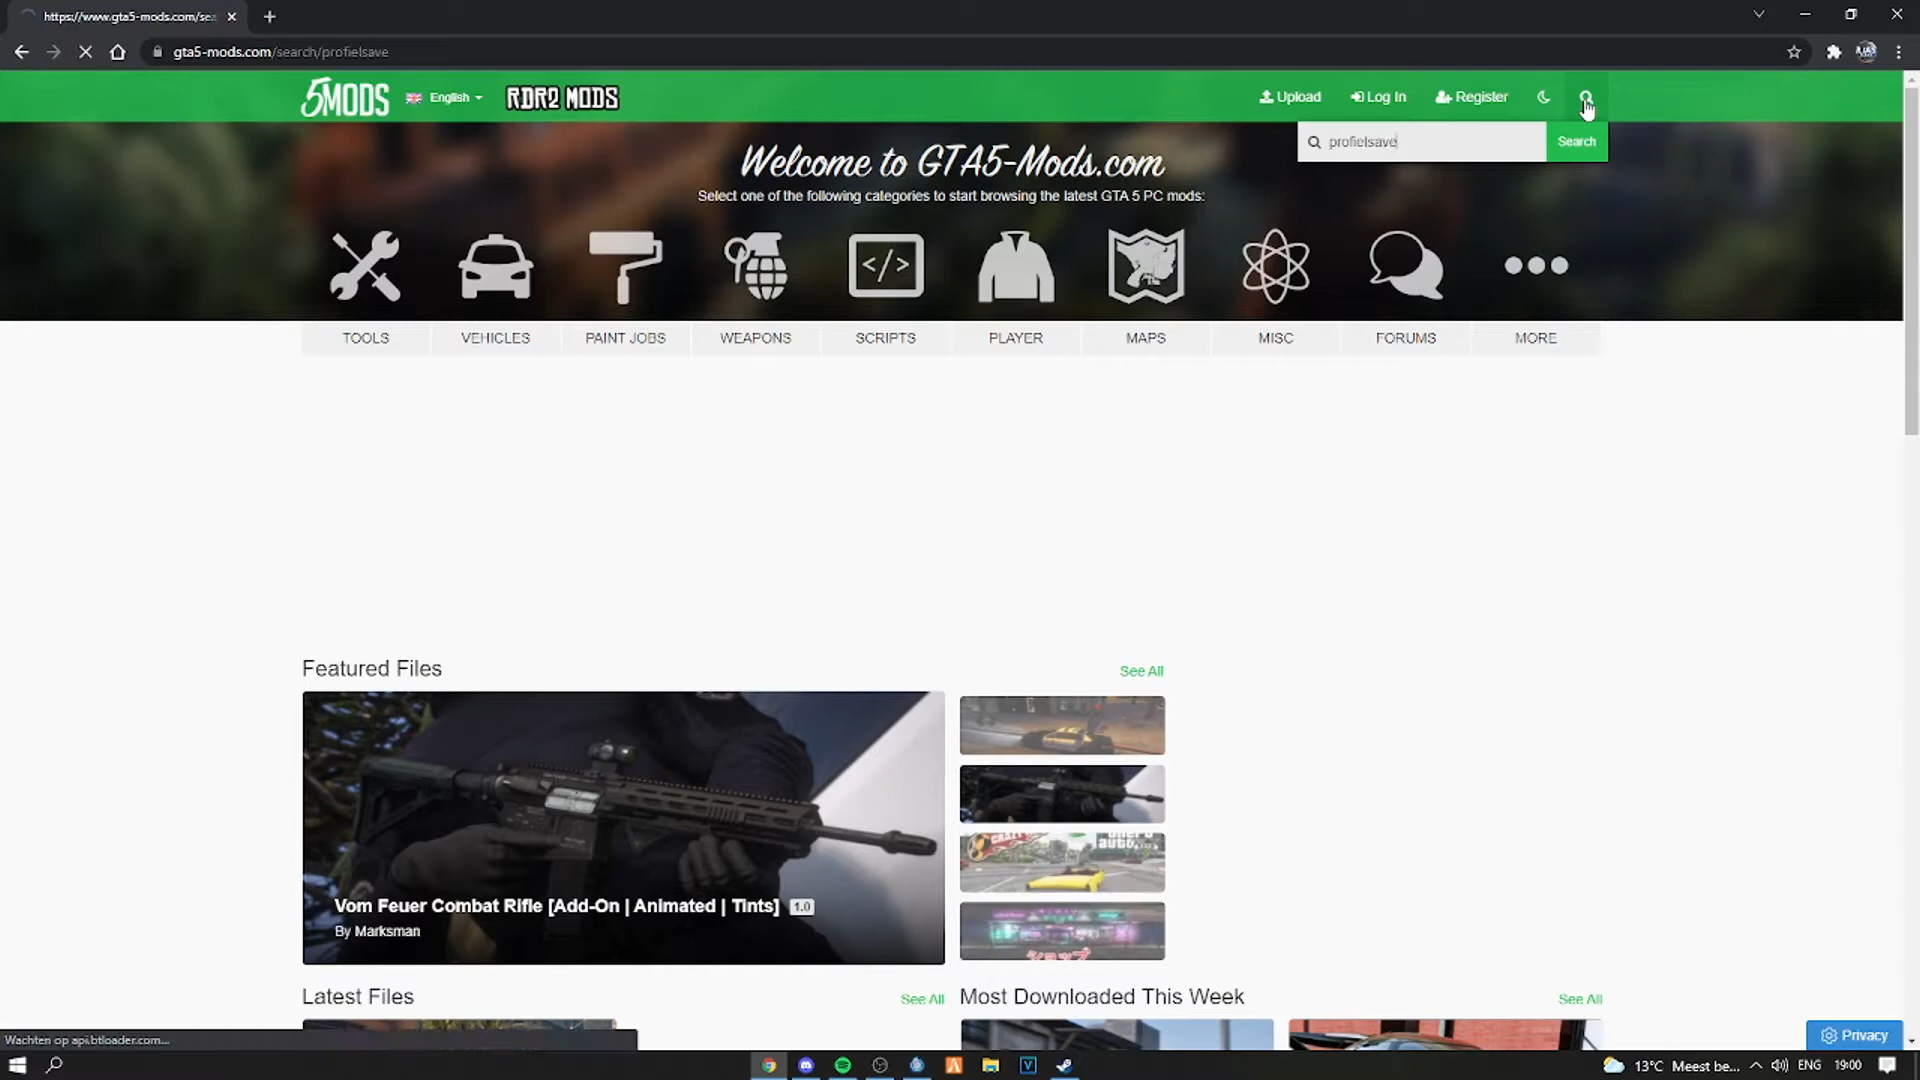 https://www.gta5-mods.com/sea
gta5-mods.com/search/profielsave
5MODS
English
RDR2 MODS
Upload
Log In
Register
profielsave
Search
Welcome to GTA5-Mods.com
Select one of the following categories to start browsing the latest GTA 5 PC mods:
TOOLS
VEHICLES
PAINT JOBS
WEAPONS
SCRIPTS
PLAYER
MAPS
MISC
FORUMS
MORE
Featured Files
See All
Vom Feuer Combat Rifle [Add-On | Animated | Tints] 1.0
By Marksman
Latest Files
See All
Most Downloaded This Week
See All
Wachten op api.btloader.com...
Privacy
13°C Meest be...
ENG
19:00